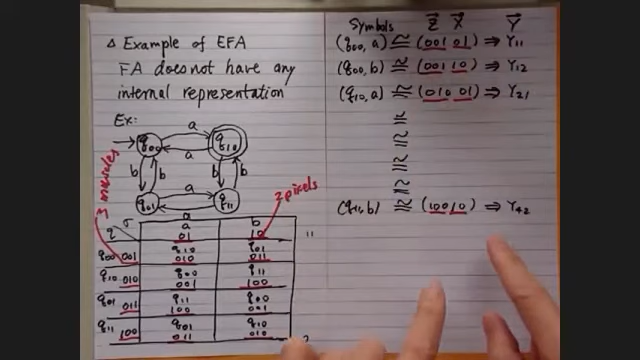 △ Example of EFA
FA does not have any
internal representation
Ex:
a
q00
q10
a
b
b
b
b
a
q01
q11
a
3 muscules
2 pixels
σ
a
b
q
01
10
q00 001
q10
q01
010
011
q10 010
q00
q11
001
100
q01 011
q11
q00
100
001
q11 100
q01
q10
011
010
Symbols Z X Y
(q00, a) ≅ (001 01) ⇒ Y11
(q00, b) ≅ (001 10) ⇒ Y12
(q10, a) ≅ (010 01) ⇒ Y21
≅
≅
≅
≅
(q11, b) ≅ (100 10) ⇒ Y42